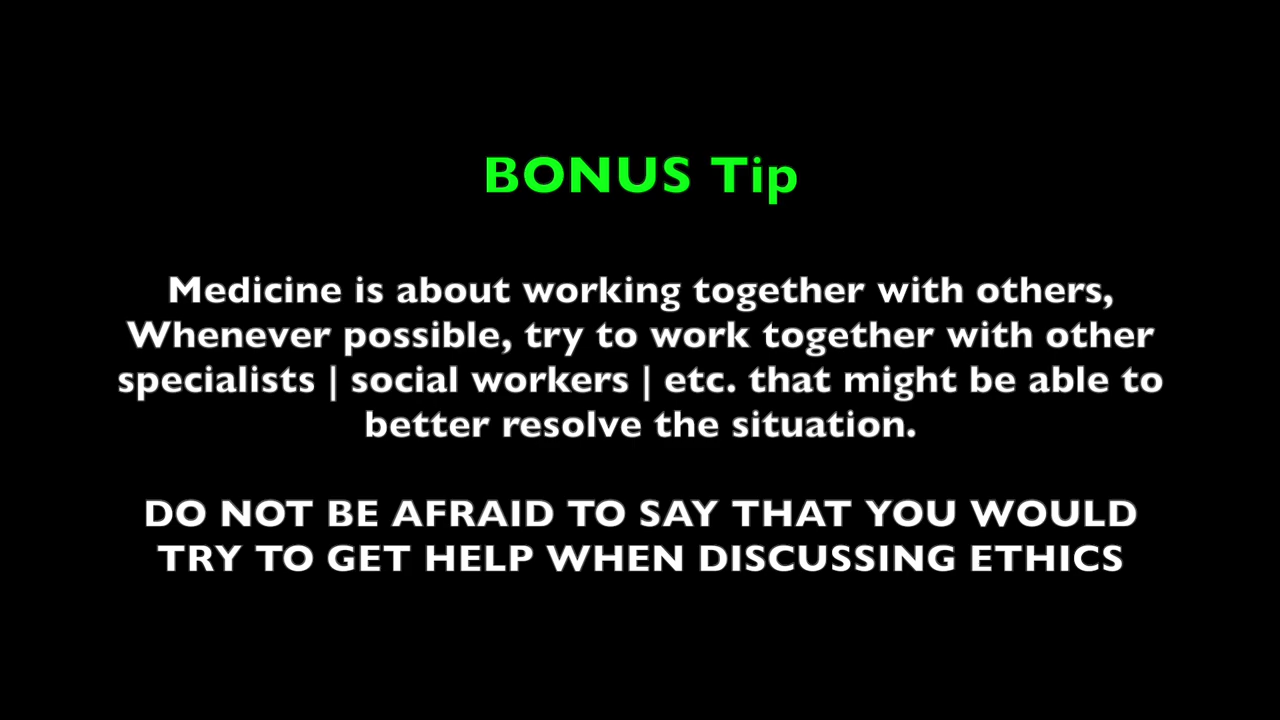 BONUS Tip
Medicine is about working together with others,
Whenever possible, try to work together with other
specialists | social workers | etc. that might be able to
better resolve the situation.
DO NOT BE AFRAID TO SAY THAT YOU WOULD
TRY TO GET HELP WHEN DISCUSSING ETHICS